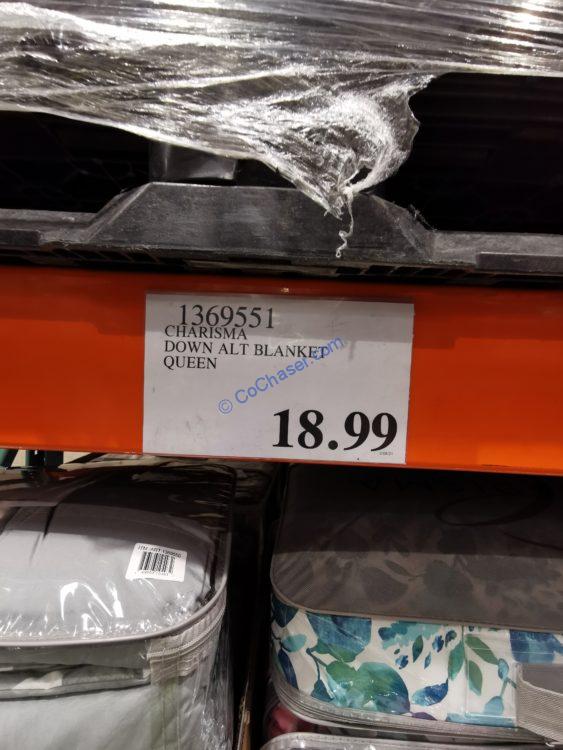 1369551
CHARISMA
DOWN ALT BLANKET
QUEEN
© CoChaser.com
18.99